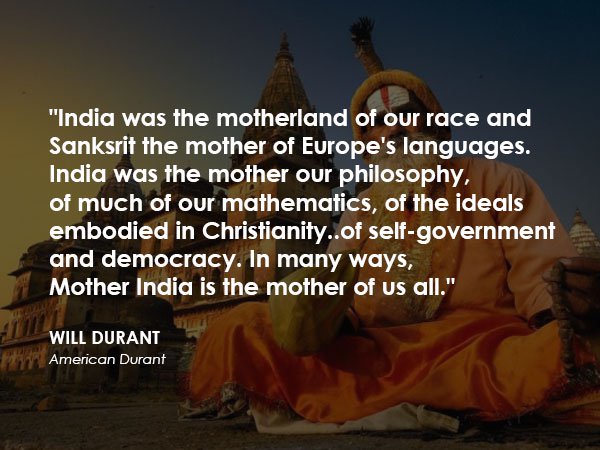 "India was the motherland of our race and
Sanksrit the mother of Europe's languages.
India was the mother our philosophy,
of much of our mathematics, of the ideals
embodied in Christianity..of self-government
and democracy. In many ways,
Mother India is the mother of us all."
WILL DURANT
American Durant